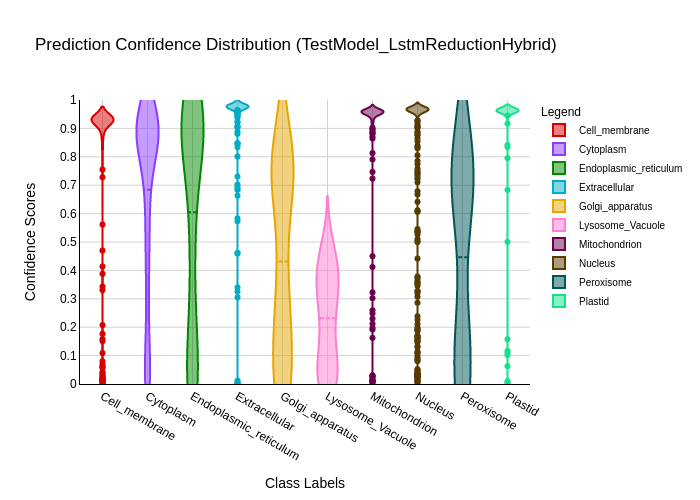 Prediction Confidence Distribution (TestModel_LstmReductionHybrid)
Confidence Scores
1
0.9
0.8
0.7
0.6
0.5
0.4
0.3
0.2
0.1
0
Cell_membrane
Cytoplasm
Endoplasmic_reticulum
Extracellular
Golgi_apparatus
Lysosome_Vacuole
Mitochondrion
Nucleus
Peroxisome
Plastid
Class Labels
Legend
Cell_membrane
Cytoplasm
Endoplasmic_reticulum
Extracellular
Golgi_apparatus
Lysosome_Vacuole
Mitochondrion
Nucleus
Peroxisome
Plastid